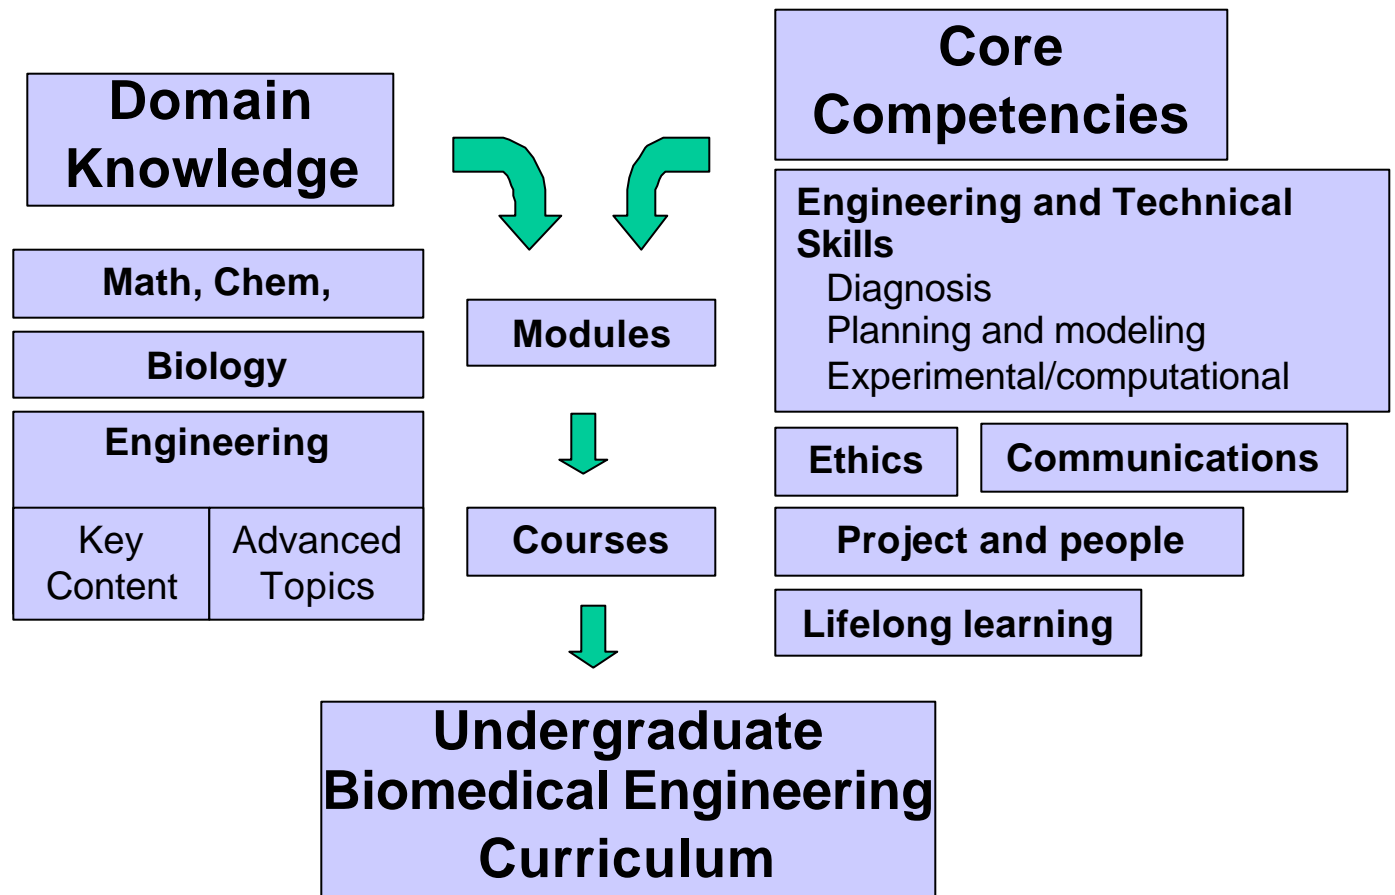 Domain
Knowledge
Math, Chem,
Biology
Engineering
Key
Content
Advanced
Topics
Modules
Courses
Core
Competencies
Engineering and Technical
Skills
Diagnosis
Planning and modeling
Experimental/computational
Ethics
Communications
Project and people
Lifelong learning
Undergraduate
Biomedical Engineering
Curriculum